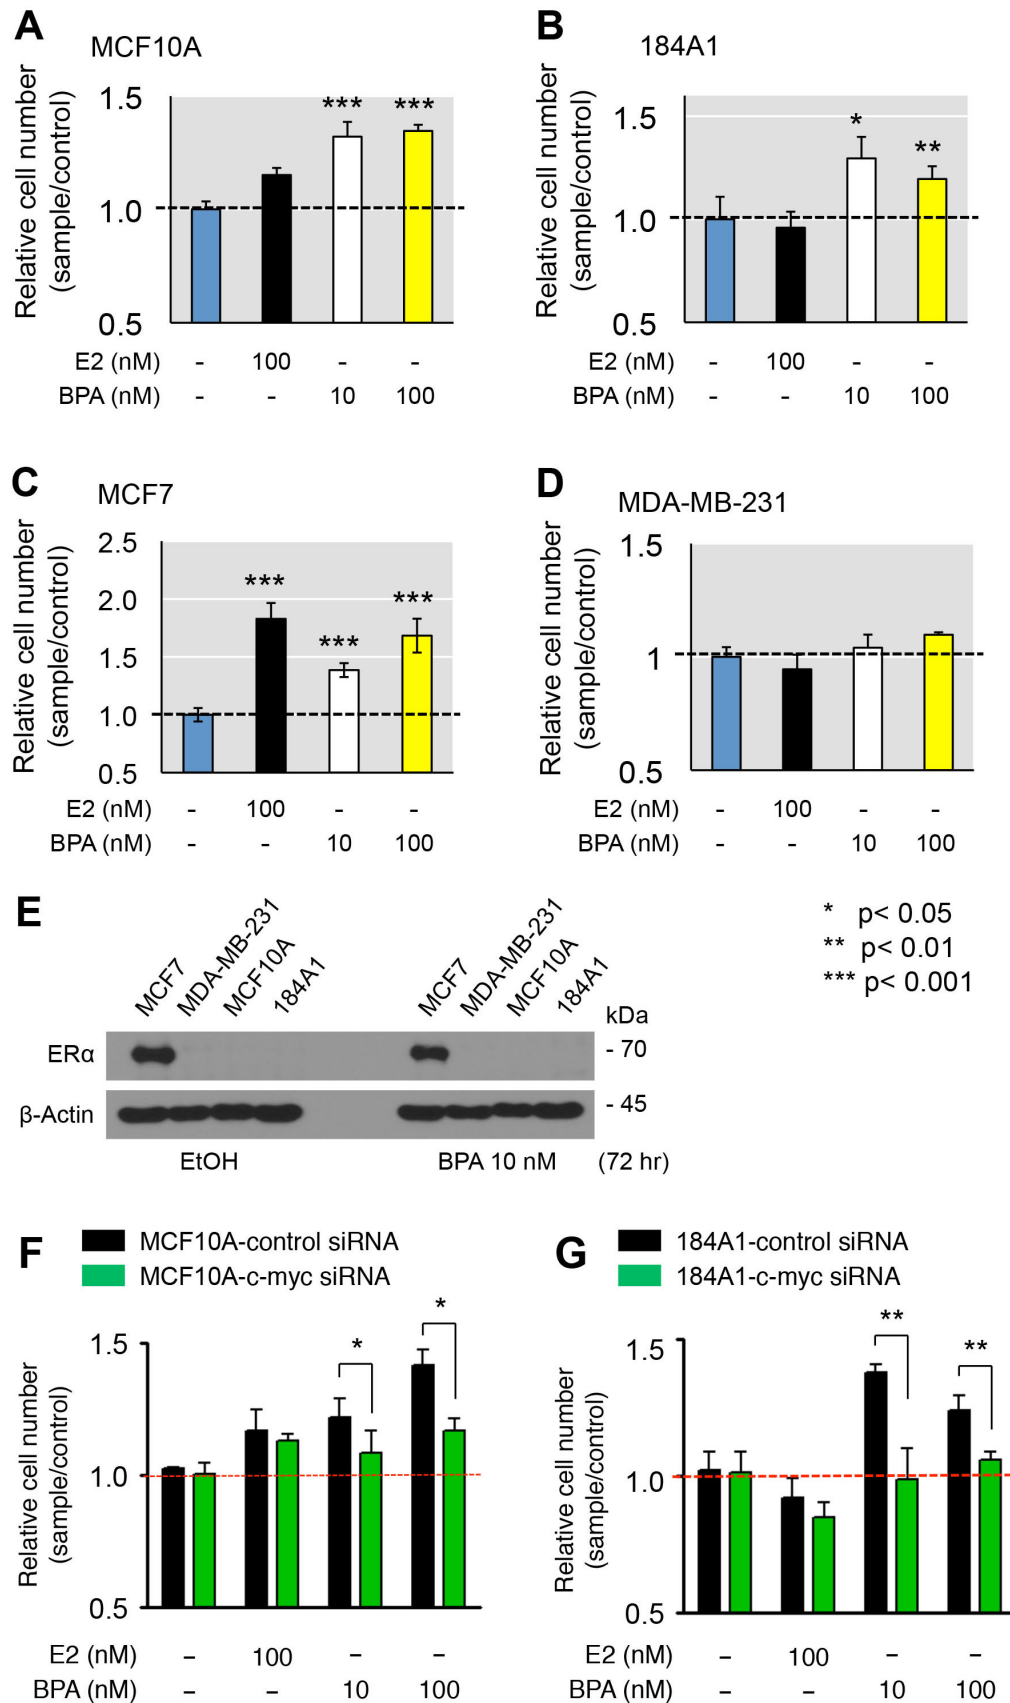 A
MCF10A
Relative cell number
(sample/control)
1.5
1.0
0.5
***
***
E2 (nM) - 100 - -
BPA (nM) - - 10 100
B
184A1
Relative cell number
(sample/control)
1.5
1.0
0.5
*
**
E2 (nM) - 100 - -
BPA (nM) - - 10 100
C
MCF7
Relative cell number
(sample/control)
2.5
2.0
1.5
1.0
0.5
***
***
***
E2 (nM) - 100 - -
BPA (nM) - - 10 100
D
MDA-MB-231
Relative cell number
(sample/control)
1.5
1
0.5
E2 (nM) - 100 - -
BPA (nM) - - 10 100
* p< 0.05
** p< 0.01
*** p< 0.001
E
MCF7 MDA-MB-231 MCF10A 184A1 MCF7 MDA-MB-231 MCF10A 184A1
kDa
ERα - 70
β-Actin - 45
EtOH BPA 10 nM (72 hr)
F
MCF10A-control siRNA
MCF10A-c-myc siRNA
Relative cell number
(sample/control)
1.5
1.0
0.5
*
*
E2 (nM) - 100 - -
BPA (nM) - - 10 100
G
184A1-control siRNA
184A1-c-myc siRNA
Relative cell number
(sample/control)
1.5
1.0
0.5
**
**
E2 (nM) - 100 - -
BPA (nM) - - 10 100